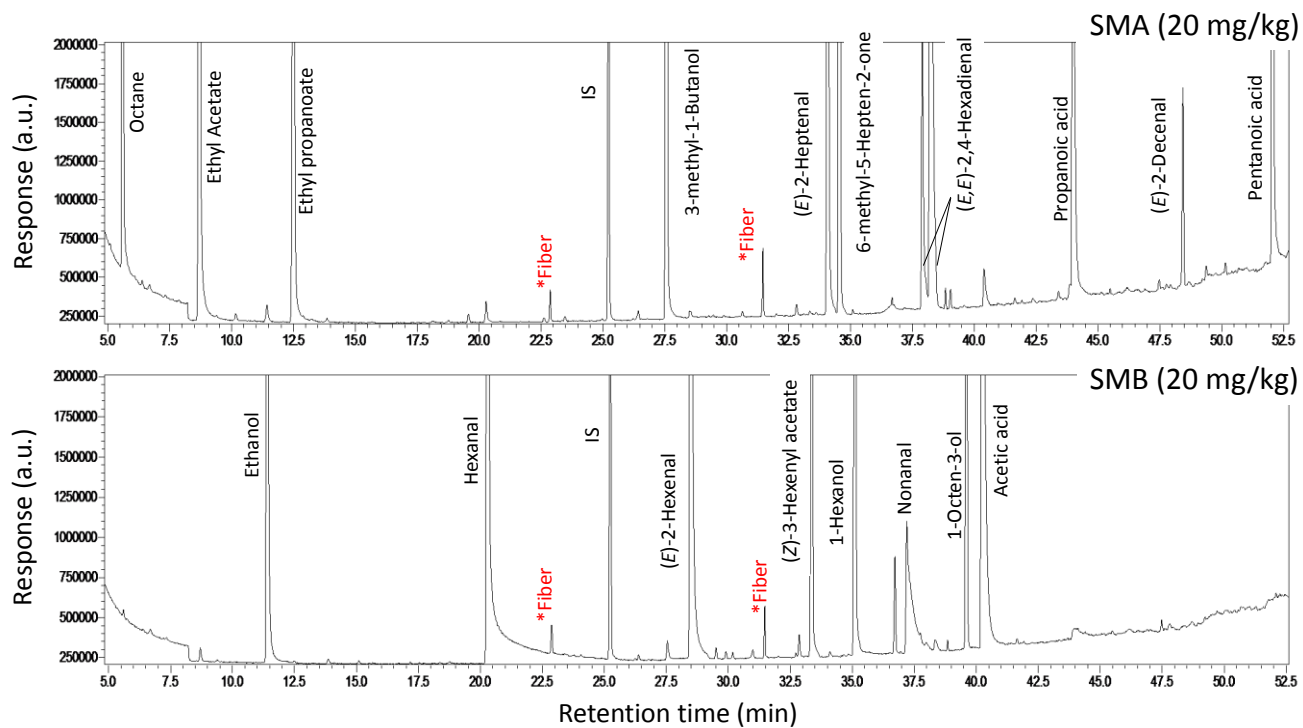 SMA (20 mg/kg)
Response (a.u.)
2000000
1750000
1500000
1250000
1000000
750000
500000
250000
Octane
Ethyl Acetate
Ethyl propanoate
*Fiber
IS
3-methyl-1-Butanol
*Fiber
(E)-2-Heptenal
6-methyl-5-Hepten-2-one
(E,E)-2,4-Hexadienal
Propanoic acid
(E)-2-Decenal
Pentanoic acid
5.0 7.5 10.0 12.5 15.0 17.5 20.0 22.5 25.0 27.5 30.0 32.5 35.0 37.5 40.0 42.5 45.0 47.5 50.0 52.5
SMB (20 mg/kg)
Response (a.u.)
2000000
1750000
1500000
1250000
1000000
750000
500000
250000
Ethanol
Hexanal
*Fiber
IS
(E)-2-Hexenal
*Fiber
(Z)-3-Hexenyl acetate
1-Hexanol
Nonanal
1-Octen-3-ol
Acetic acid
5.0 7.5 10.0 12.5 15.0 17.5 20.0 22.5 25.0 27.5 30.0 32.5 35.0 37.5 40.0 42.5 45.0 47.5 50.0 52.5
Retention time (min)